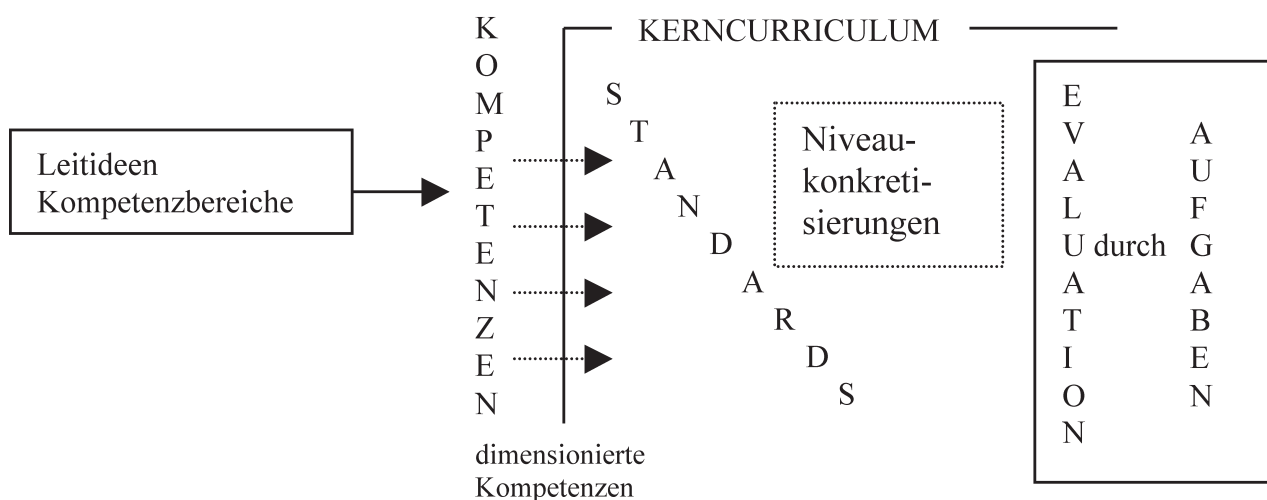 Leitideen
Kompetenzbereiche
KOMPETENZEN
dimensionierte
Kompetenzen
KERNCURRICULUM
STANDARDS
Niveau-
konkreti-
sierungen
EVALUATION
durch
AUFGABEN